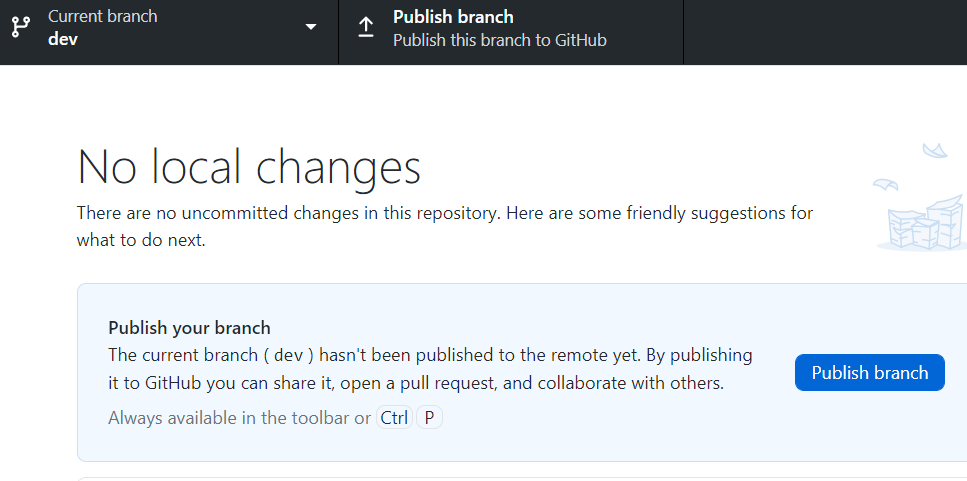 Current branch
dev
Publish branch
Publish this branch to GitHub
No local changes
There are no uncommitted changes in this repository. Here are some friendly suggestions for
what to do next.
Publish your branch
The current branch ( dev ) hasn't been published to the remote yet. By publishing
it to GitHub you can share it, open a pull request, and collaborate with others.
Always available in the toolbar or Ctrl P
Publish branch